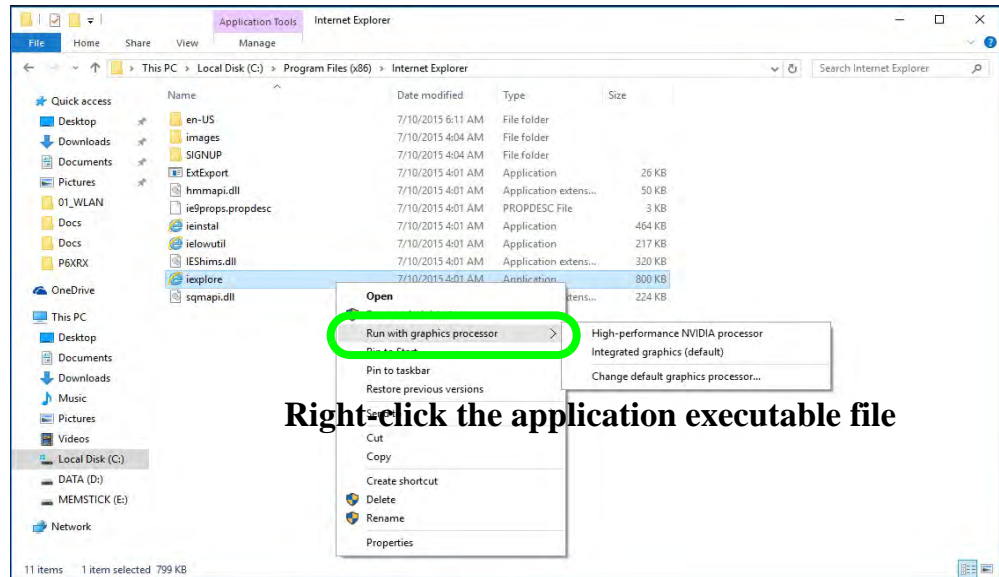 Application Tools Internet Explorer
File Home Share View Manage
This PC > Local Disk (C:) > Program Files (x86) > Internet Explorer Search Internet Explorer
Name Date modified Type Size
Quick access
Desktop
Downloads
Documents
Pictures
01_WLAN
Docs
Docs
P6XRX
OneDrive
This PC
Desktop
Documents
Downloads
Music
Pictures
Videos
Local Disk (C:)
DATA (D:)
MEMSTICK (E:)
Network
en-US 7/10/2015 6:11 AM File folder
images 7/10/2015 4:04 AM File folder
SIGNUP 7/10/2015 4:04 AM File folder
ExtExport 7/10/2015 4:01 AM Application 26 KB
hmmapi.dll 7/10/2015 4:01 AM Application extens... 50 KB
ie9props.propdesc 7/10/2015 4:01 AM PROPDESC File 3 KB
ieinstal 7/10/2015 4:01 AM Application 464 KB
ielowutil 7/10/2015 4:01 AM Application 217 KB
IEShims.dll 7/10/2015 4:01 AM Application extens... 320 KB
iexplore 7/10/2015 4:01 AM Application 800 KB
sqmapi.dll 224 KB
Open
Run with graphics processor
Pin to Start
Pin to taskbar
Restore previous versions
Cut
Copy
Create shortcut
Delete
Rename
Properties
High-performance NVIDIA processor
Integrated graphics (default)
Change default graphics processor...
Right-click the application executable file
11 items 1 item selected 799 KB